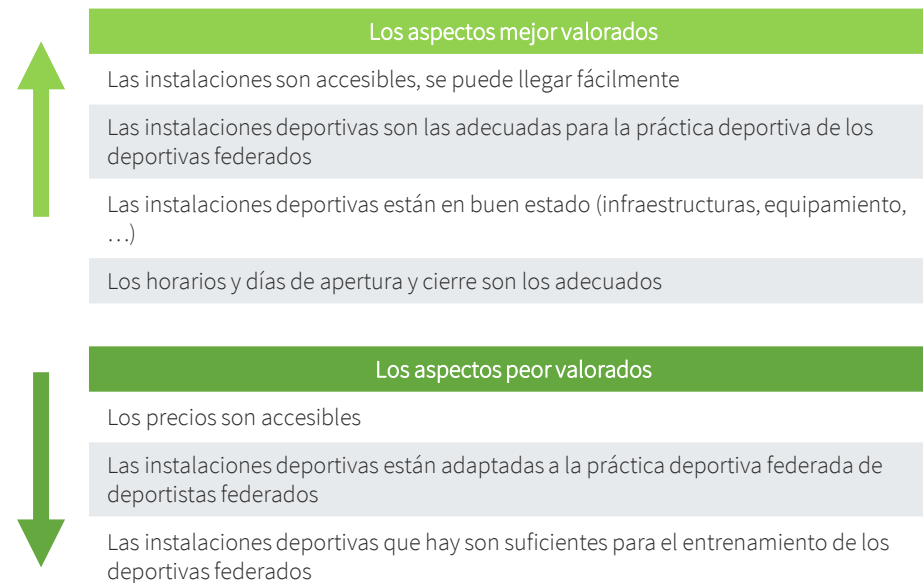 Los aspectos mejor valorados
Las instalaciones son accesibles, se puede llegar fácilmente
Las instalaciones deportivas son las adecuadas para la práctica deportiva de los
deportivas federados
Las instalaciones deportivas están en buen estado (infraestructuras, equipamiento,
…)
Los horarios y días de apertura y cierre son los adecuados
Los aspectos peor valorados
Los precios son accesibles
Las instalaciones deportivas están adaptadas a la práctica deportiva federada de
deportistas federados
Las instalaciones deportivas que hay son suficientes para el entrenamiento de los
deportivas federados